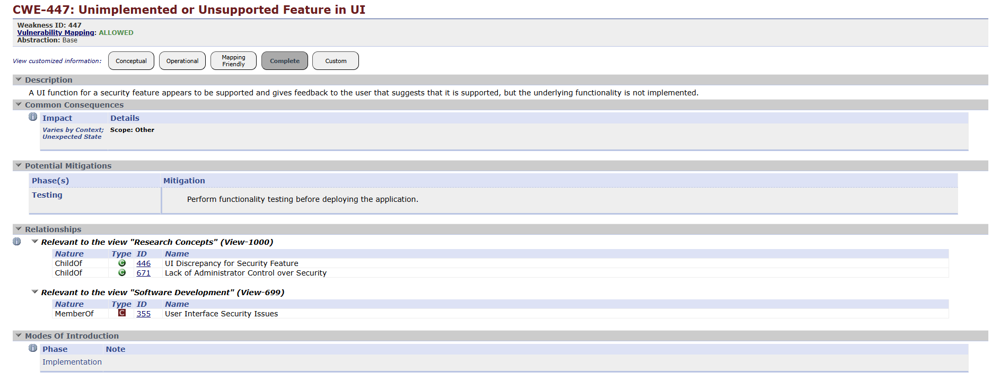 CWE-447: Unimplemented or Unsupported Feature in UI
Weakness ID: 447
Vulnerability Mapping: ALLOWED
Abstraction: Base
View customized information:
Conceptual
Operational
Mapping
Friendly
Complete
Custom
Description
A UI function for a security feature appears to be supported and gives feedback to the user that suggests that it is supported, but the underlying functionality is not implemented.
Common Consequences
Impact Details
Varies by Context; Scope: Other
Unexpected State
Potential Mitigations
Phase(s) Mitigation
Testing
Perform functionality testing before deploying the application.
Relationships
Relevant to the view "Research Concepts" (View-1000)
Nature Type ID Name
ChildOf C 446 UI Discrepancy for Security Feature
ChildOf C 671 Lack of Administrator Control over Security
Relevant to the view "Software Development" (View-699)
Nature Type ID Name
MemberOf C 355 User Interface Security Issues
Modes Of Introduction
Phase Note
Implementation